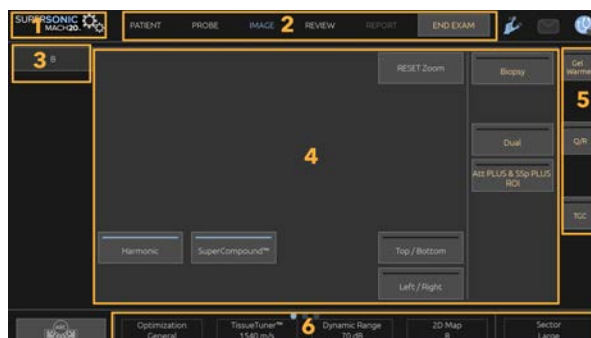 SUPERSONIC
MACH20
1
PATIENT
PROBE
IMAGE
2
REVIEW
REPORT
END EXAM
3
B
RESET Zoom
Biopsy
Gel
Warmer
5
Dual
Q/R
4
Att PLUS & SSp PLUS
ROI
TGC
Harmonic
SuperCompound™
Top / Bottom
Left / Right
Optimization
General
TissueTuner™
1540 m/s
6
Dynamic Range
70 dB
2D Map
8
Sector
Large